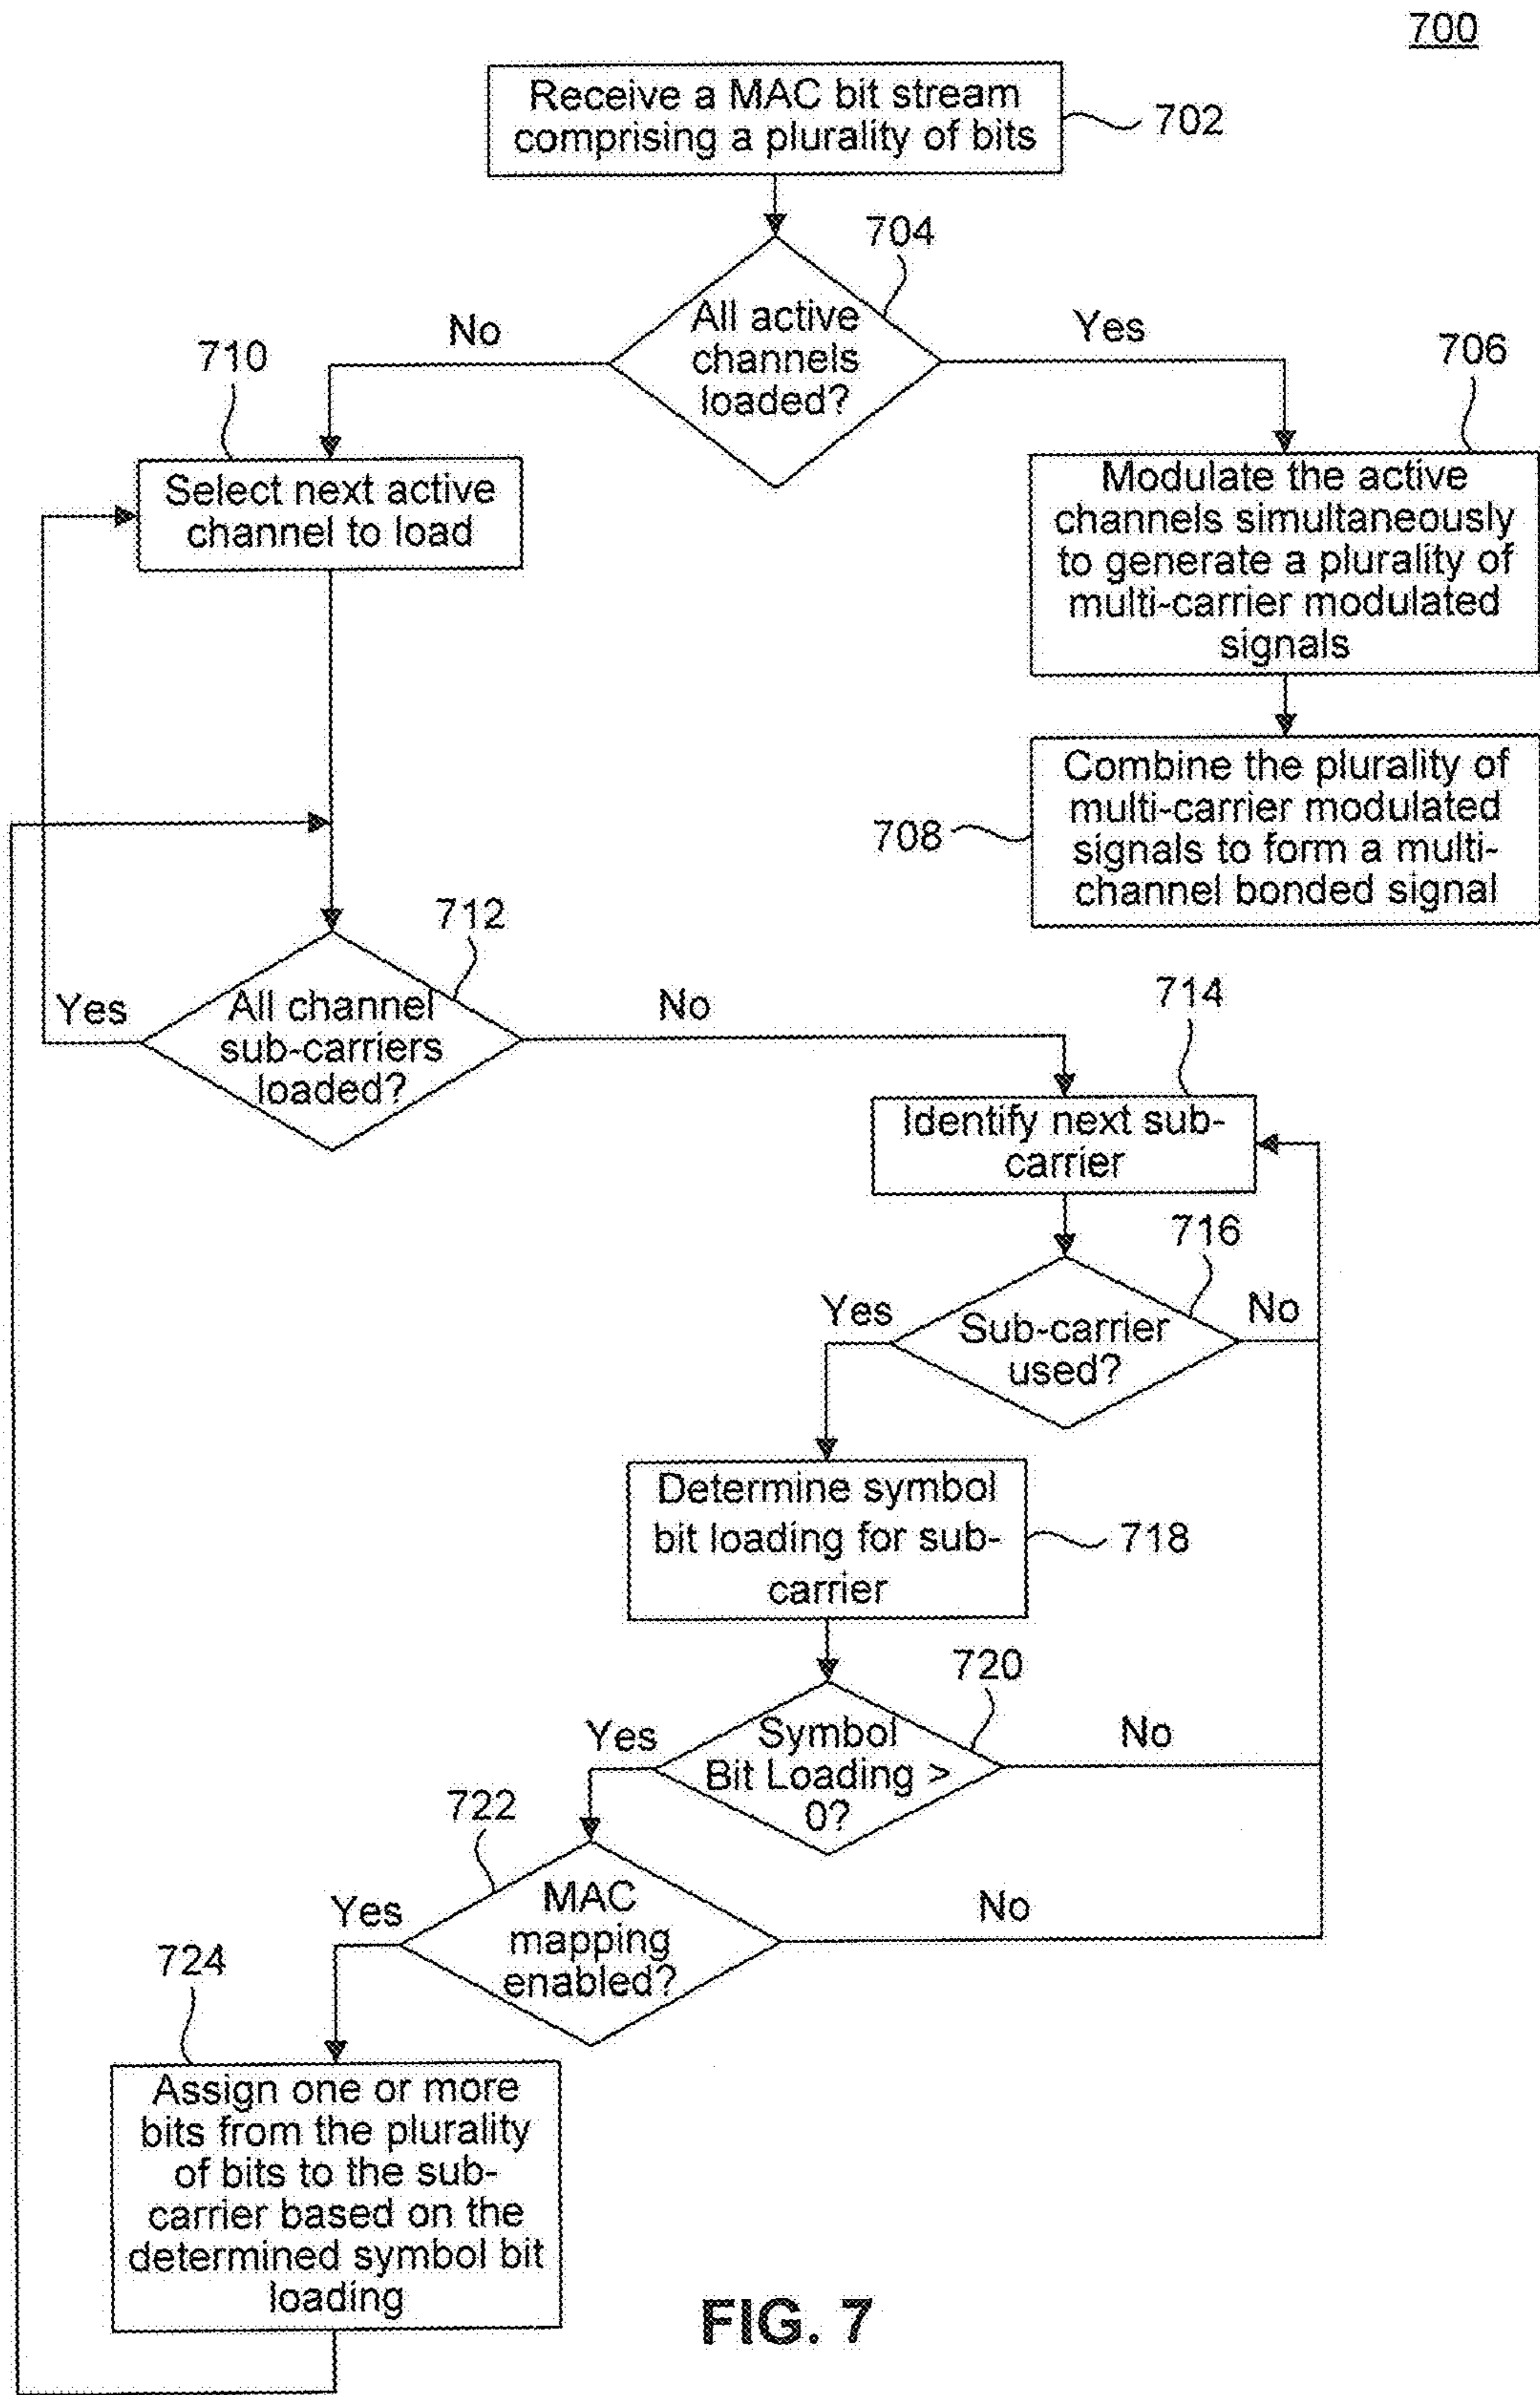 700
Receive a MAC bit stream
comprising a plurality of bits
702
704
All active
channels
loaded?
No
Yes
710
706
Select next active
channel to load
Modulate the active
channels simultaneously
to generate a plurality of
multi-carrier modulated
signals
Combine the plurality of
multi-carrier modulated
signals to form a multi-
channel bonded signal
708
712
All channel
sub-carriers
loaded?
Yes
No
714
Identify next sub-
carrier
716
Sub-carrier
used?
Yes
No
Determine symbol
bit loading for sub-
carrier
718
720
Symbol
Bit Loading >
0?
Yes
No
722
MAC
mapping
enabled?
Yes
No
724
Assign one or more
bits from the plurality
of bits to the sub-
carrier based on the
determined symbol bit
loading
FIG. 7